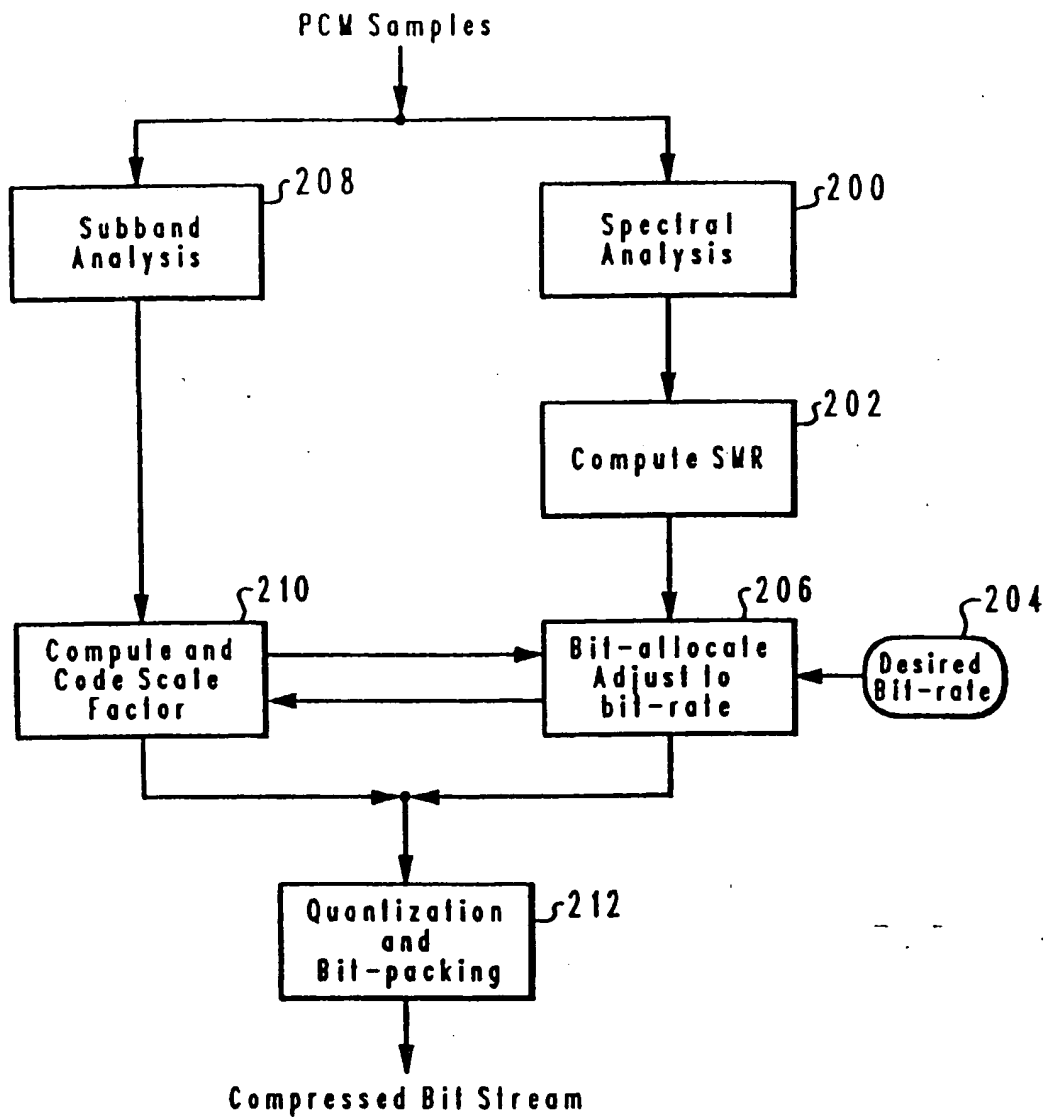 PCM Samples
208
Subband
Analysis
200
Spectral
Analysis
202
Compute SMR
210
Compute and
Code Scale
Factor
206
Bit-allocate
Adjust to
bit-rate
204
Desired
Bit-rate
212
Quantization
and
Bit-packing
Compressed Bit Stream